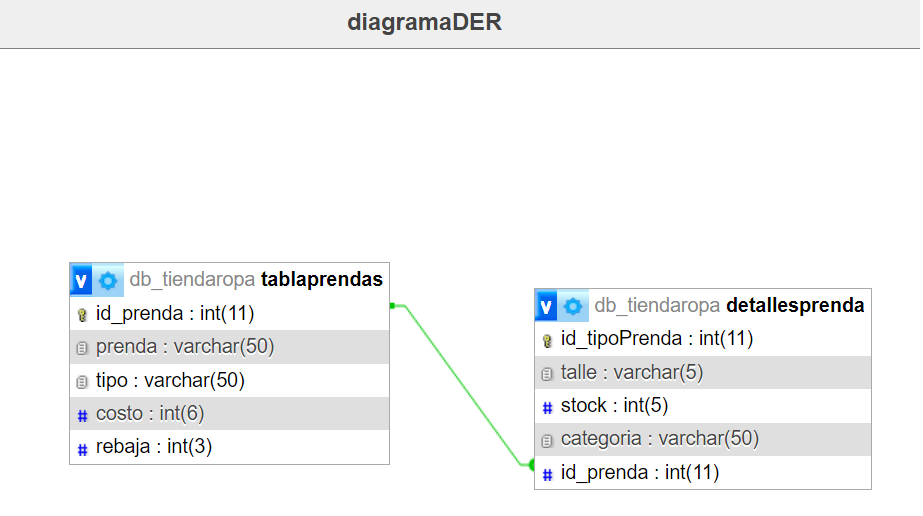 diagramaDER
v db_tiendaropa tablaprendas
id_prenda : int(11)
prenda : varchar(50)
tipo : varchar(50)
# costo : int(6)
# rebaja : int(3)
v db_tiendaropa detallesprenda
id_tipoPrenda : int(11)
talle : varchar(5)
# stock : int(5)
categoria : varchar(50)
# id_prenda : int(11)